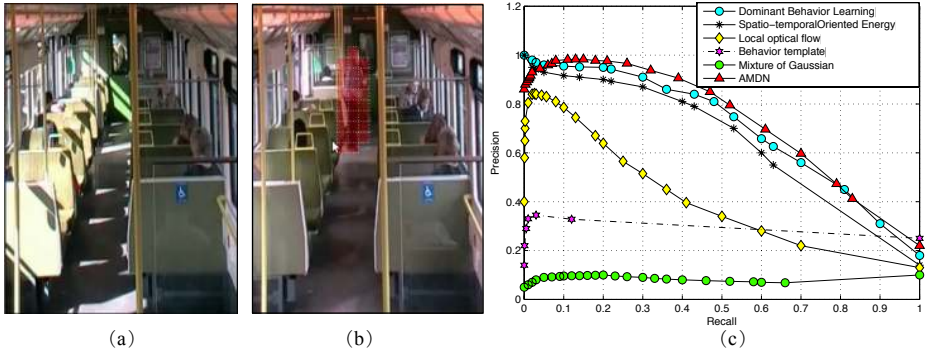 1.2
1
0.8
0.6
0.4
0.2
0
Precision
0 0.1 0.2 0.3 0.4 0.5 0.6 0.7 0.8 0.9 1
Recall
Dominant Behavior Learning
Spatio-temporalOriented Energy
Local optical flow
Behavior template
Mixture of Gaussian
AMDN
(a)
(b)
(c)